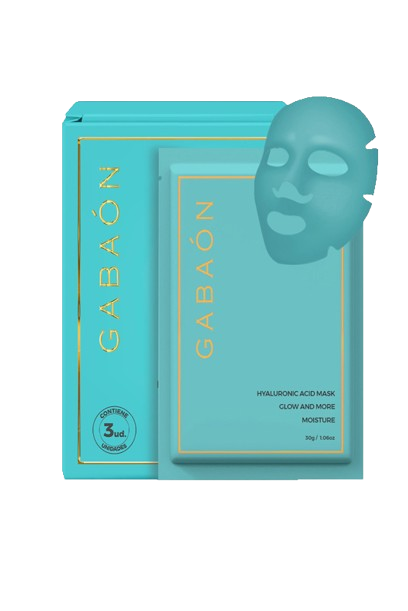 GABAÓN
CONTIENE
3ud.
UNIDADES
GABAÓN
HYALURONIC ACID MASK
GLOW AND MORE
MOISTURE
30g / 1.06oz